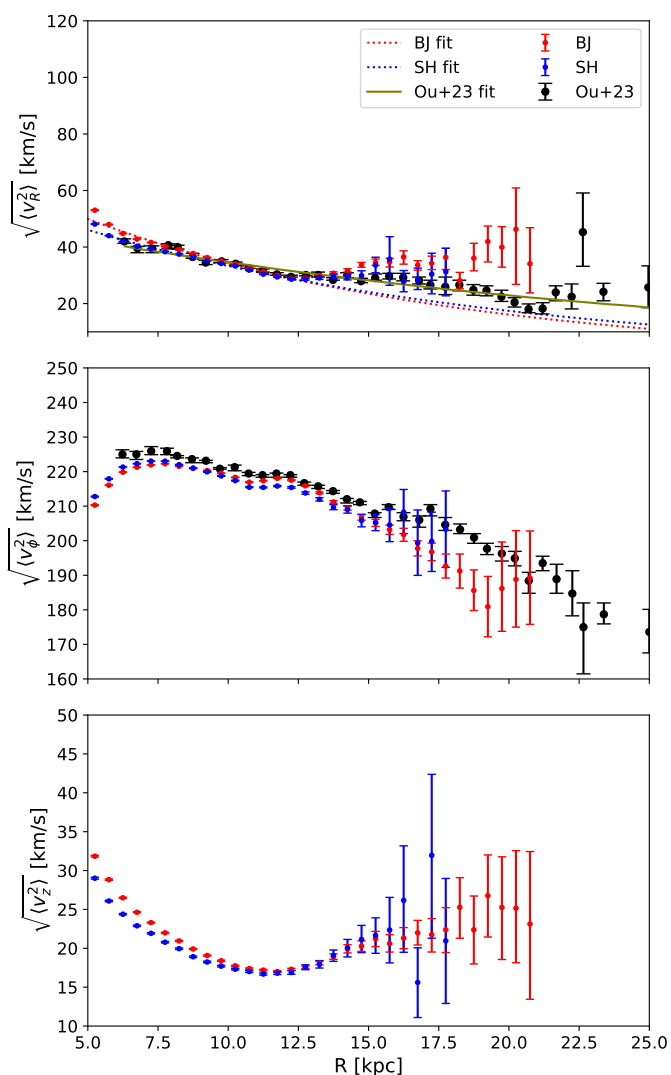 120
100
80
60
40
20
√⟨v_R^2⟩ [km/s]
BJ fit
SH fit
Ou+23 fit
BJ
SH
Ou+23
250
240
230
220
210
200
190
180
170
160
√⟨v_ϕ^2⟩ [km/s]
50
45
40
35
30
25
20
15
10
√⟨v_z^2⟩ [km/s]
5.0 7.5 10.0 12.5 15.0 17.5 20.0 22.5 25.0
R [kpc]